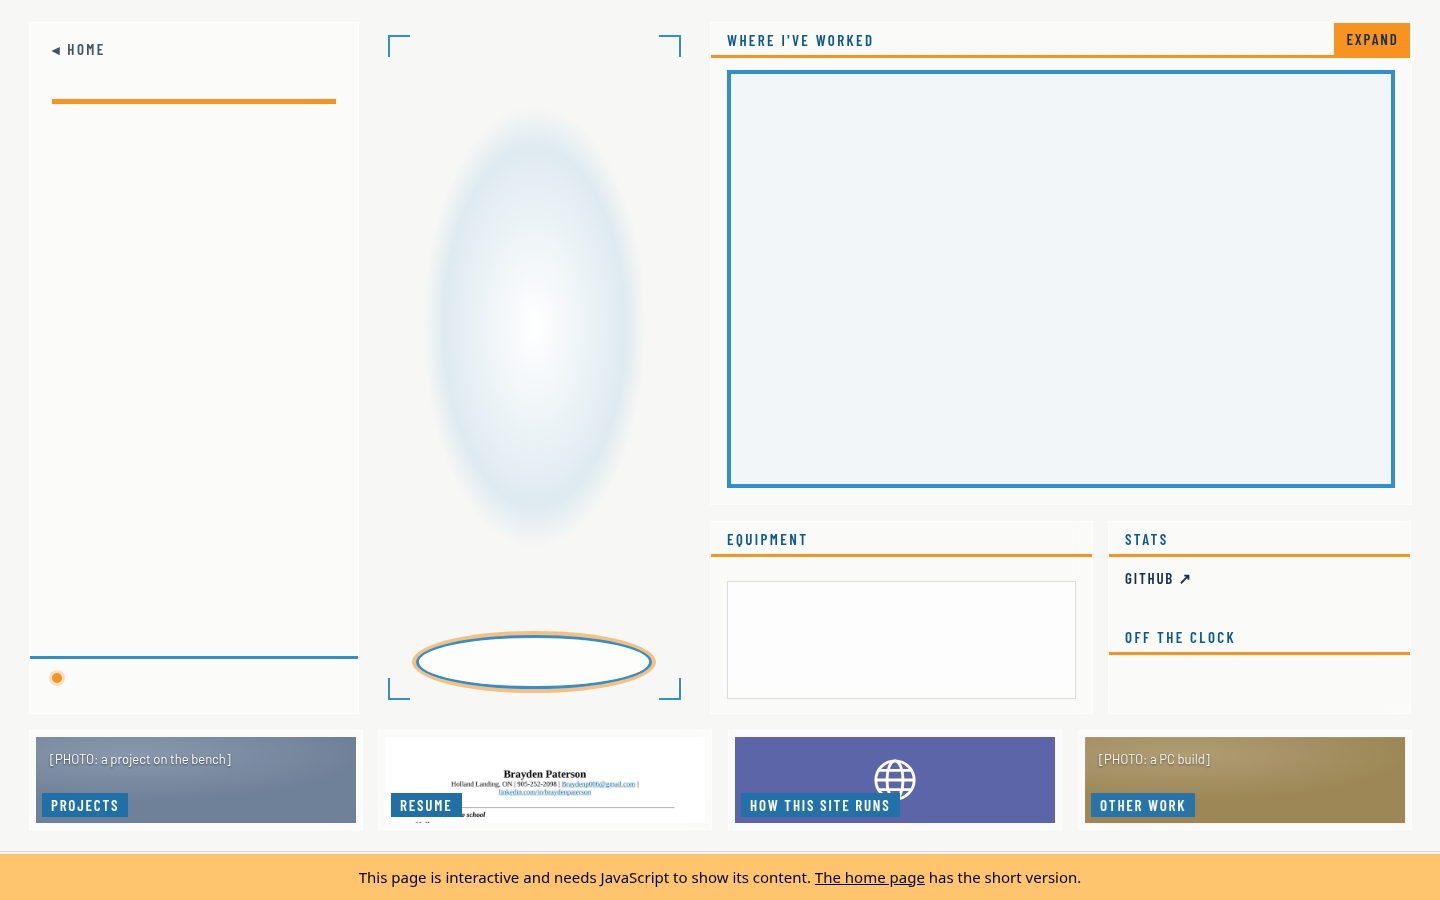 ◂ HOME
WHERE I'VE WORKED
EXPAND
EQUIPMENT
STATS
GITHUB ↗
OFF THE CLOCK
[PHOTO: a project on the bench]
PROJECTS
Brayden Paterson
Holland Landing, ON | 905-252-2098 | Braydenp006@gmail.com |
linkedin.com/in/braydenpaterson
school
RESUME
HOW THIS SITE RUNS
[PHOTO: a PC build]
OTHER WORK
This page is interactive and needs JavaScript to show its content. The home page has the short version.